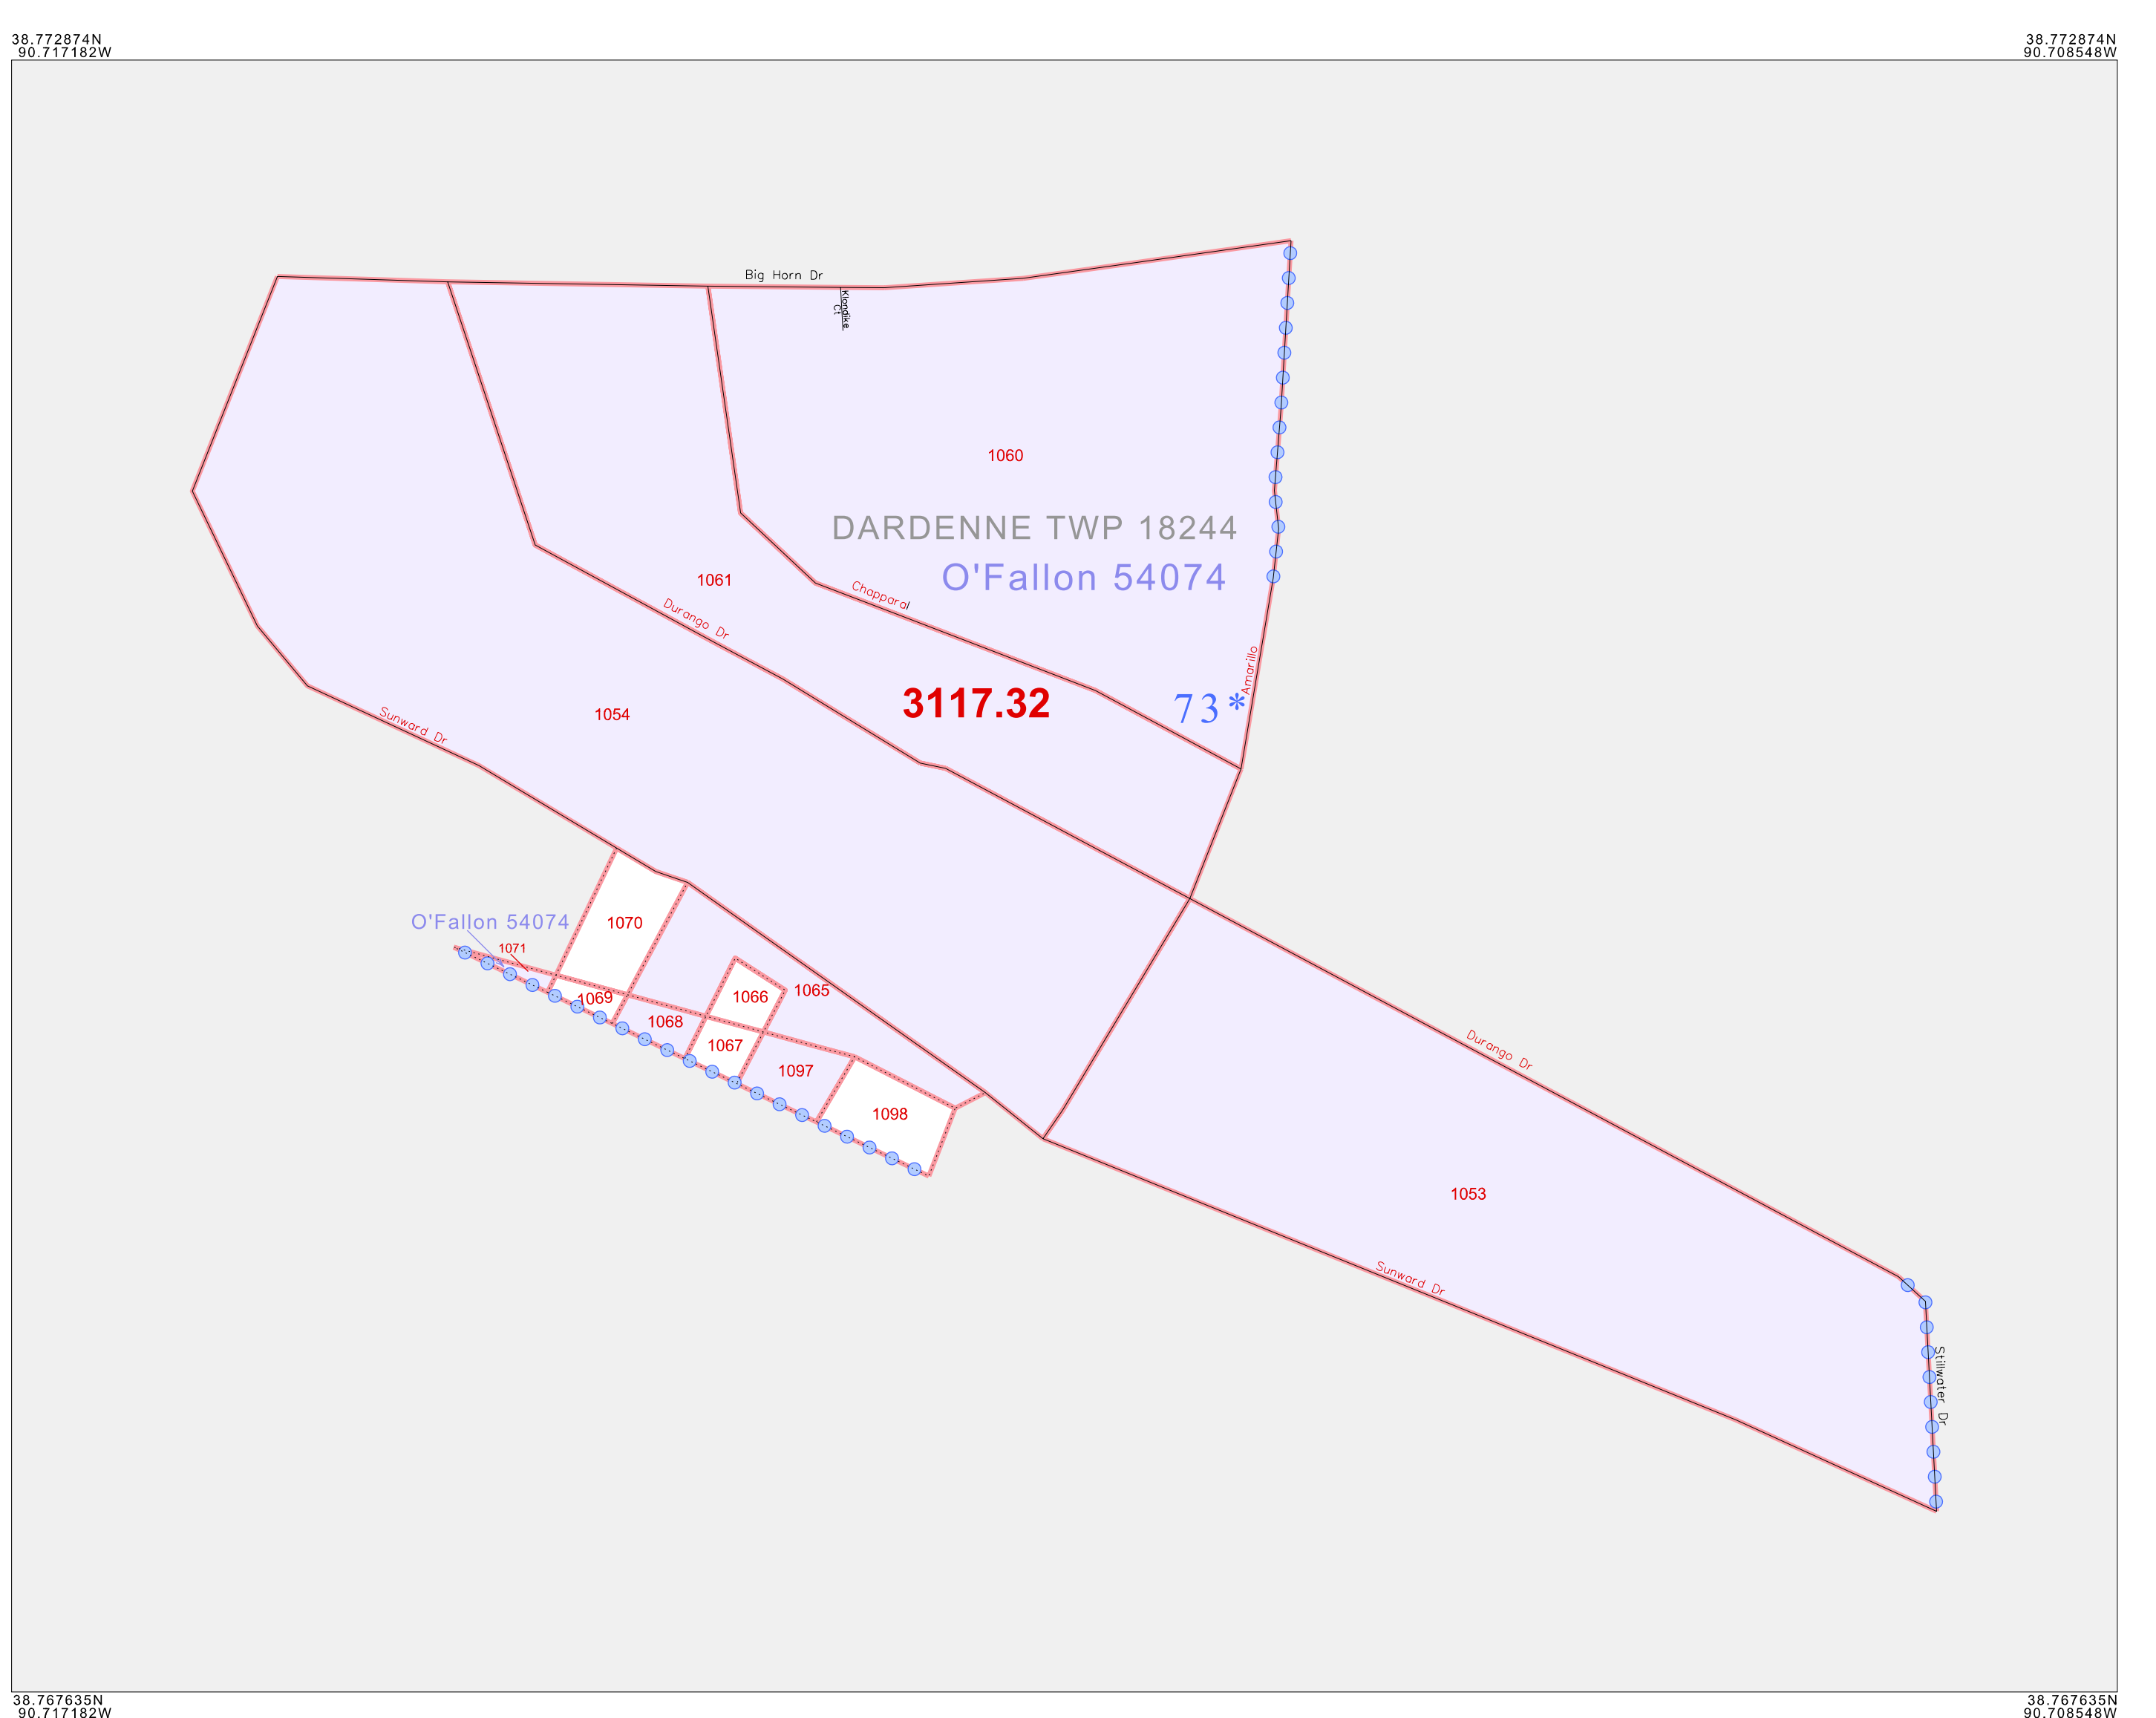 38.772874N
90.717182W
38.772874N
90.708548W
Big Horn Dr
Klondike
Ct
1060
DARDENNE TWP 18244
O'Fallon 54074
1061
Chapparal
Durango Dr
Amarillo
3117.32
73*
1054
Sunward Dr
O'Fallon 54074
1070
1071
1069
1066
1065
1068
1067
1097
1098
Durango Dr
1053
Sunward Dr
Stillwater Dr
38.767635N
90.717182W
38.767635N
90.708548W